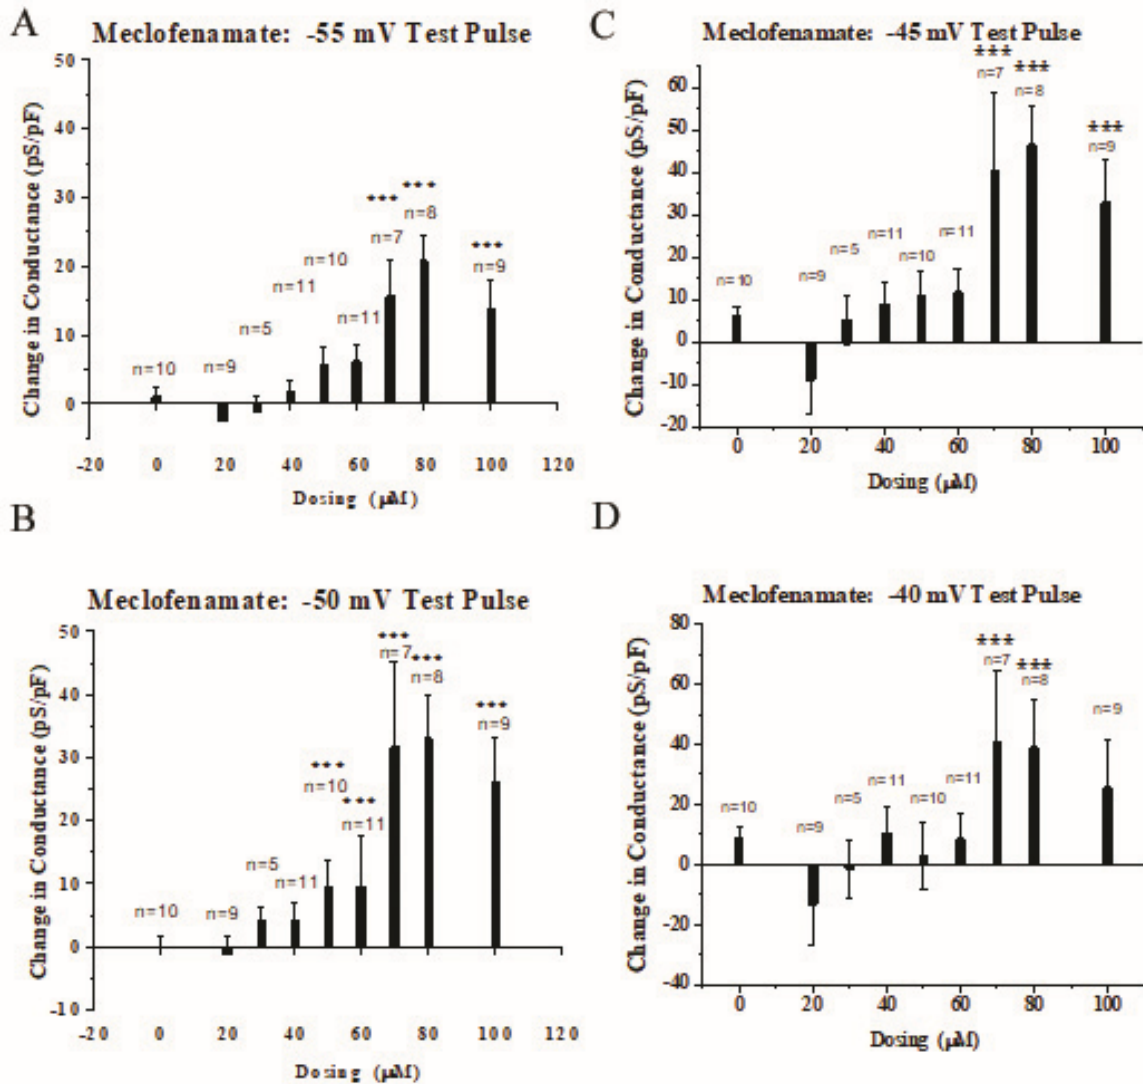 A
Meclofenamate: -55 mV Test Pulse
Change in Conductance (pS/pF)
50
40
30
20
10
0
n=10
n=9
n=5
n=11
n=10
n=11
***
n=7
***
n=8
***
n=9
-20 0 20 40 60 80 100 120
Dosing (µM)
B
Meclofenamate: -50 mV Test Pulse
Change in Conductance (pS/pF)
50
40
30
20
10
0
-10
n=10
n=9
n=5
n=11
***
n=10
***
n=11
***
n=7
***
n=8
***
n=9
-20 0 20 40 60 80 100 120
Dosing (µM)
C
Meclofenamate: -45 mV Test Pulse
Change in Conductance (pS/pF)
60
50
40
30
20
10
0
-10
-20
n=10
n=9
n=5
n=11
n=10
n=11
***
n=7
***
n=8
***
n=9
0 20 40 60 80 100
Dosing (µM)
D
Meclofenamate: -40 mV Test Pulse
Change in Conductance (pS/pF)
80
60
40
20
0
-20
-40
n=10
n=9
n=5
n=11
n=10
n=11
***
n=7
***
n=8
n=9
0 20 40 60 80 100
Dosing (µM)